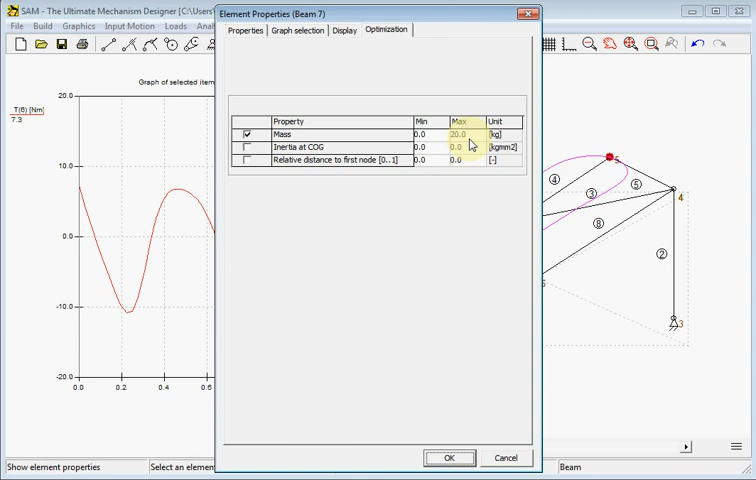 SAM - The Ultimate Mechanism Designer [C:\Users\
File Build Graphics Input Motion Loads Analy
Element Properties (Beam 7)
Properties Graph selection Display Optimization
Property Min Max Unit
Mass 0.0 20.0 [kg]
Inertia at COG 0.0 0.0 [kgmm2]
Relative distance to first node [0..1] 0.0 0.0 [-]
Graph of selected item
T(6) [Nm]
7.3
20.0
10.0
0.0
-10.0
-20.0
0.0 0.2 0.4 0.6
5
4 5
3
4
8
2
3
OK Cancel
Show element properties Select an element Beam